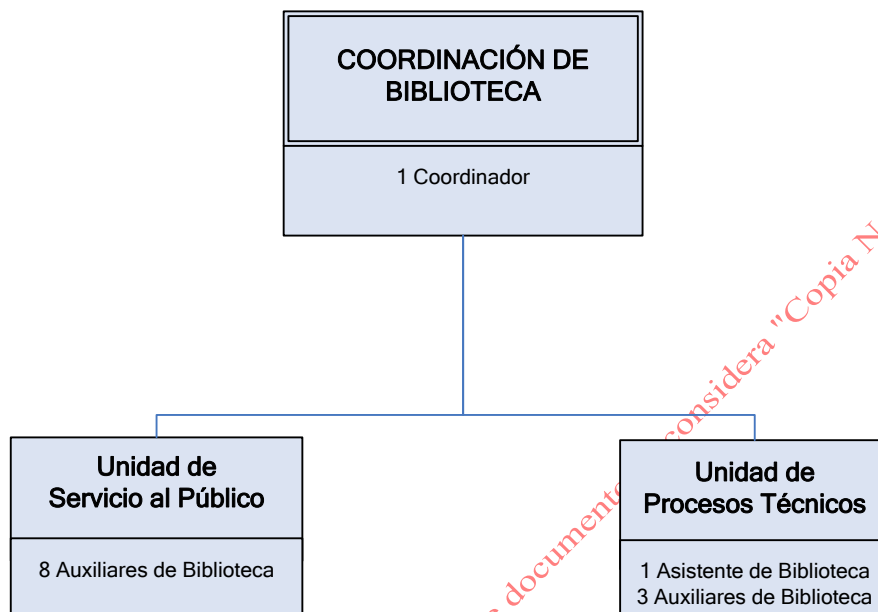 COORDINACIÓN DE
BIBLIOTECA
1 Coordinador
Unidad de
Servicio al Público
8 Auxiliares de Biblioteca
Unidad de
Procesos Técnicos
1 Asistente de Biblioteca
3 Auxiliares de Biblioteca
documento considera "Copia N